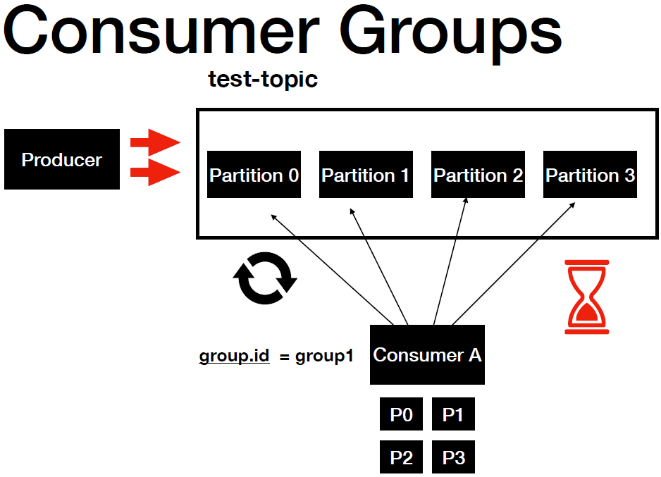 Consumer Groups
test-topic
Producer
Partition 0
Partition 1
Partition 2
Partition 3
group.id = group1
Consumer A
P0
P1
P2
P3